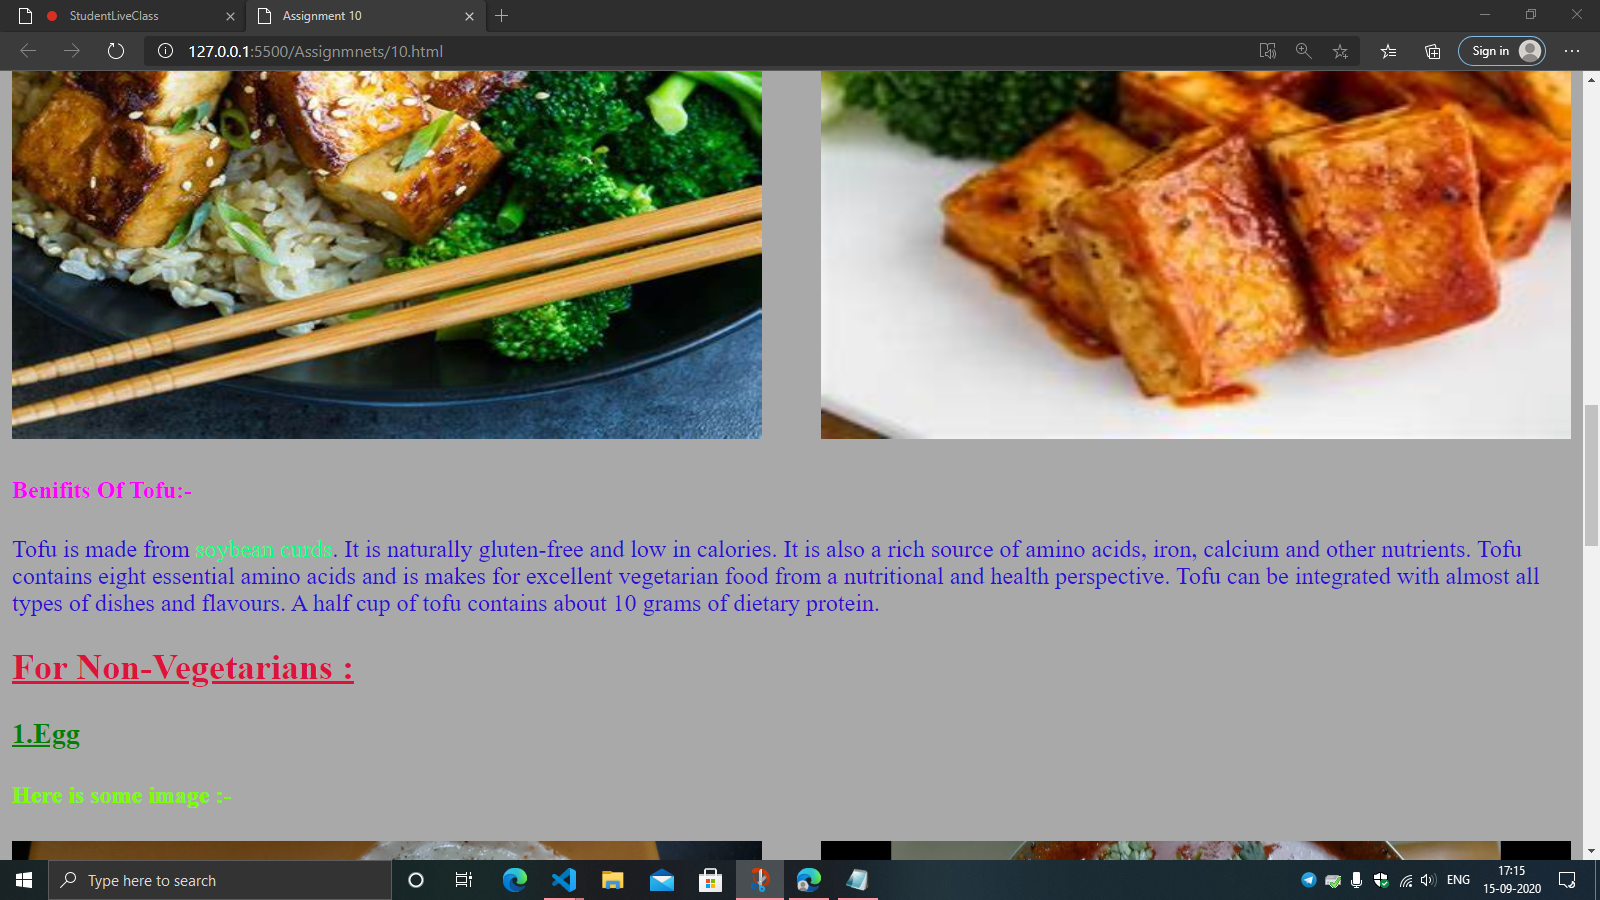 StudentLiveClass
Assignment 10
127.0.0.1:5500/Assignmnets/10.html
Sign in
Benifits Of Tofu:-
Tofu is made from soybean curds. It is naturally gluten-free and low in calories. It is also a rich source of amino acids, iron, calcium and other nutrients. Tofu
contains eight essential amino acids and is makes for excellent vegetarian food from a nutritional and health perspective. Tofu can be integrated with almost all
types of dishes and flavours. A half cup of tofu contains about 10 grams of dietary protein.
For Non-Vegetarians :
1.Egg
Here is some image :-
Type here to search
ENG
17:15
15-09-2020